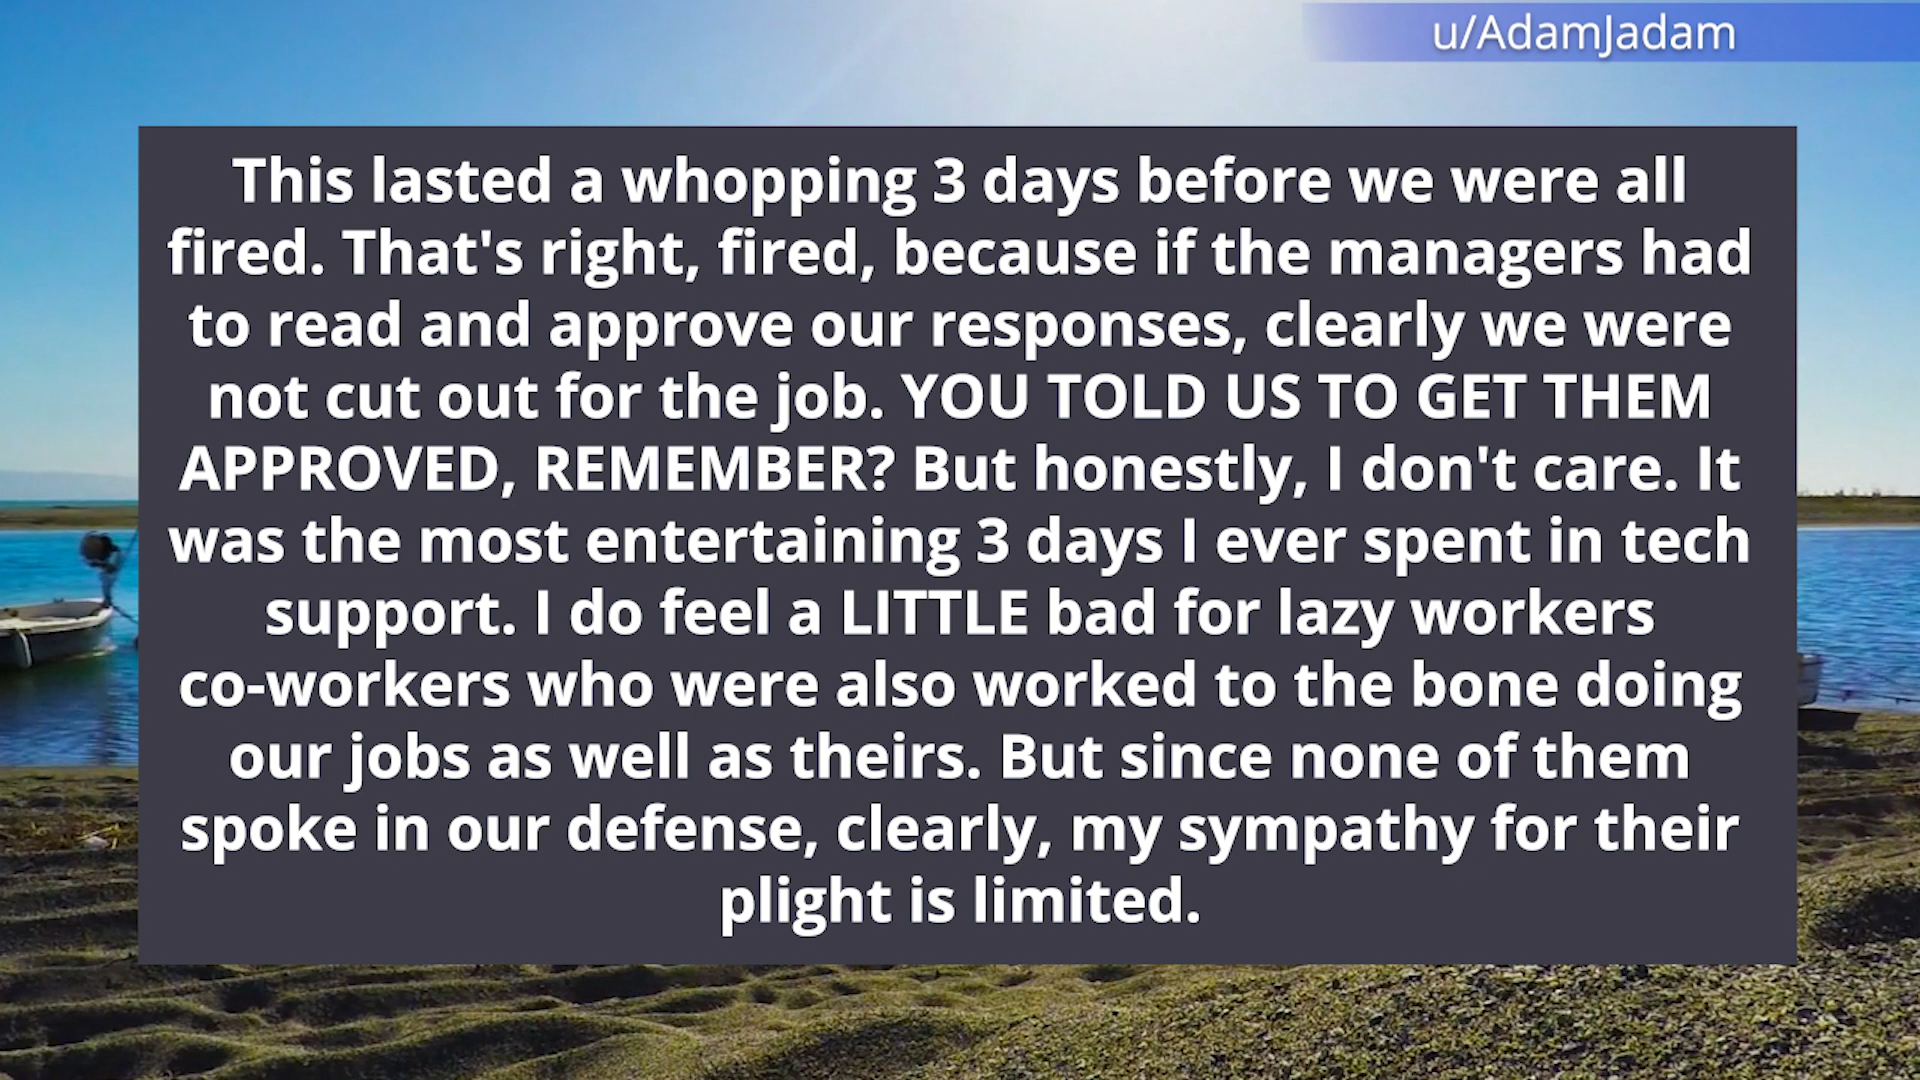 u/AdamJadam
This lasted a whopping 3 days before we were all
fired. That's right, fired, because if the managers had
to read and approve our responses, clearly we were
not cut out for the job. YOU TOLD US TO GET THEM
APPROVED, REMEMBER? But honestly, I don't care. It
was the most entertaining 3 days I ever spent in tech
support. I do feel a LITTLE bad for lazy workers
co-workers who were also worked to the bone doing
our jobs as well as theirs. But since none of them
spoke in our defense, clearly, my sympathy for their
plight is limited.